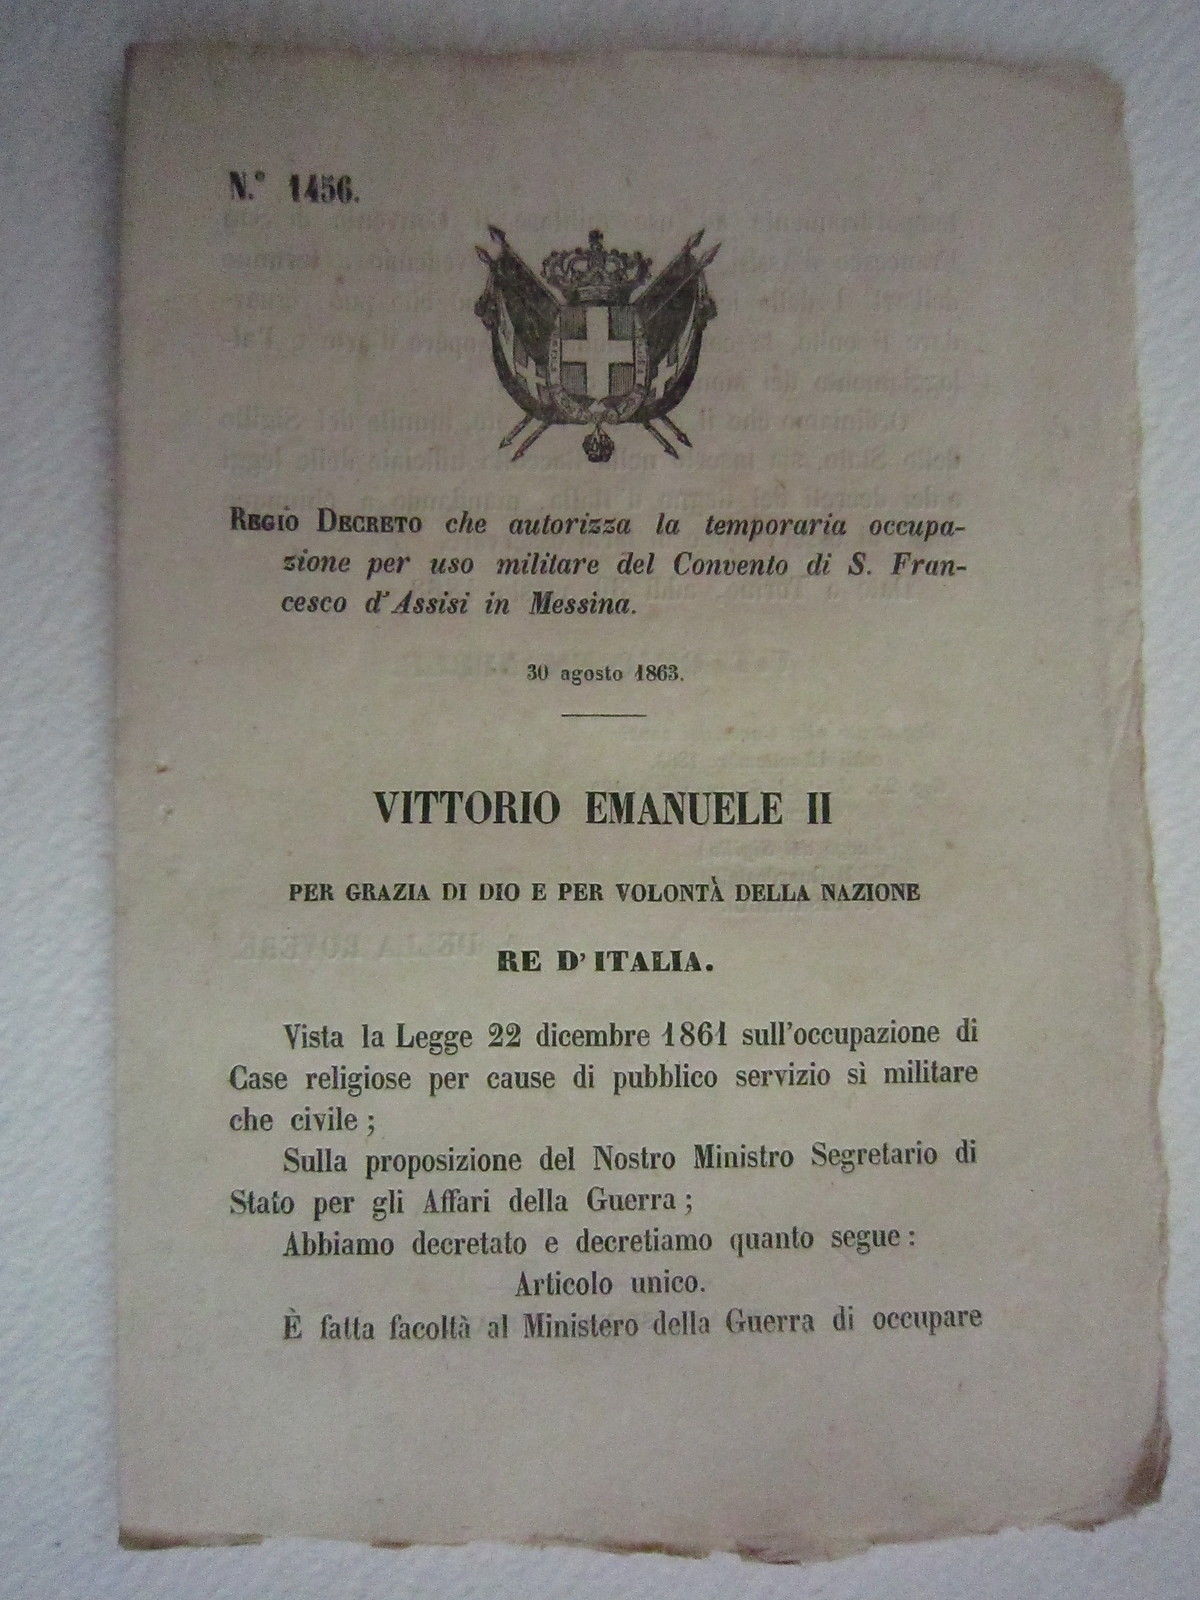 N.° 1456.
REGIO DECRETO che autorizza la temporaria occupa-
zione per uso militare del Convento di S. Fran-
cesco d'Assisi in Messina.
30 agosto 1863.
VITTORIO EMANUELE II
PER GRAZIA DI DIO E PER VOLONTÀ DELLA NAZIONE
RE D'ITALIA.
Vista la Legge 22 dicembre 1861 sull'occupazione di
Case religiose per cause di pubblico servizio sì militare
che civile;
Sulla proposizione del Nostro Ministro Segretario di
Stato per gli Affari della Guerra;
Abbiamo decretato e decretiamo quanto segue:
Articolo unico.
È fatta facoltà al Ministero della Guerra di occupare